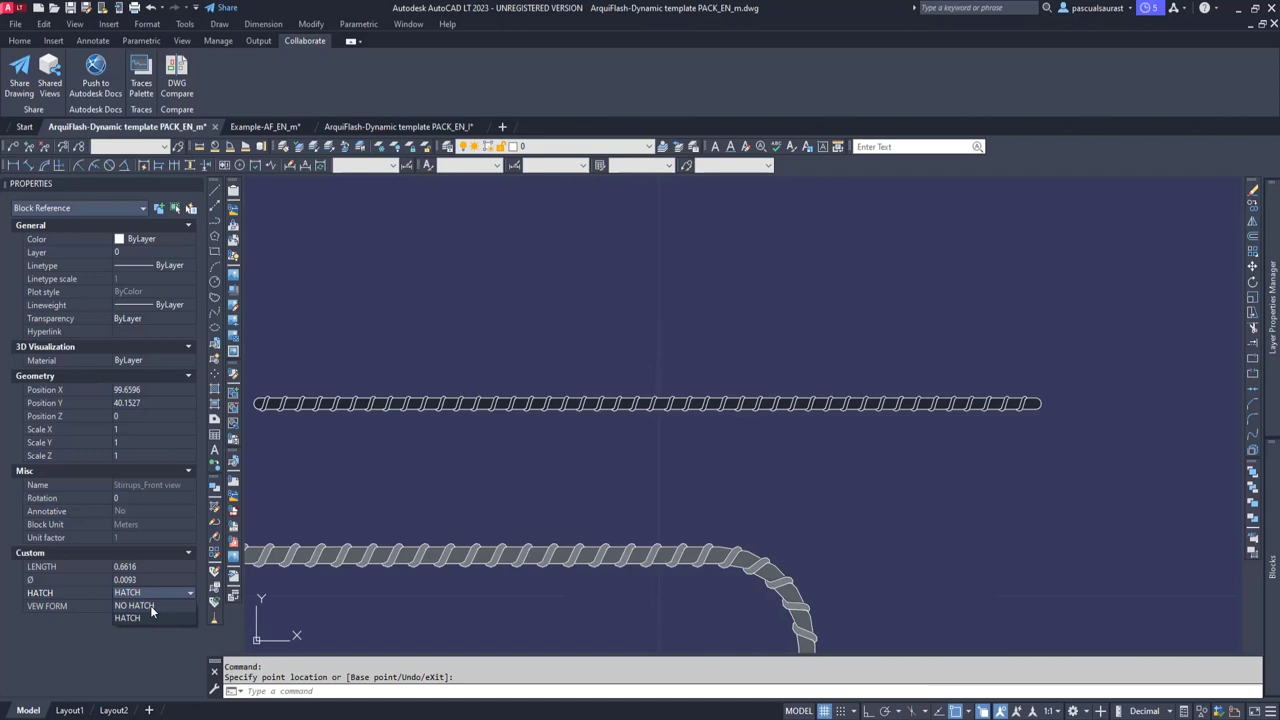 LT
Share
Autodesk AutoCAD LT 2023 - UNREGISTERED VERSION ArquiFlash-Dynamic template PACK_EN_m.dwg
Type a keyword or phrase
pascualsaurast
5
File Edit View Insert Format Tools Draw Dimension Modify Parametric Window Help
Home Insert Annotate Parametric View Manage Output Collaborate
Share Drawing
Shared Views
Push to Autodesk Docs
Traces Palette
DWG Compare
Share Autodesk Docs Traces Compare
Start ArquiFlash-Dynamic template PACK_EN_m* Example-AF_EN_m* ArquiFlash-Dynamic template PACK_EN_I*
0
Enter Text
PROPERTIES
Block Reference
General
Color ByLayer
Layer 0
Linetype ByLayer
Linetype scale 1
Plot style ByColor
Lineweight ByLayer
Transparency ByLayer
Hyperlink
3D Visualization
Material ByLayer
Geometry
Position X 99.6596
Position Y 40.1527
Position Z 0
Scale X 1
Scale Y 1
Scale Z 1
Misc
Name Stirrups_Front view
Rotation 0
Annotative No
Block Unit Meters
Unit factor 1
Custom
LENGTH 0.6616
Ø 0.0093
HATCH HATCH
VEW FORM NO HATCH
HATCH
Y
X
Layer Properties Manager
Blocks
Command:
Specify point location or [Base point/Undo/eXit]:
Type a command
Model Layout1 Layout2
MODEL 1:1 Decimal